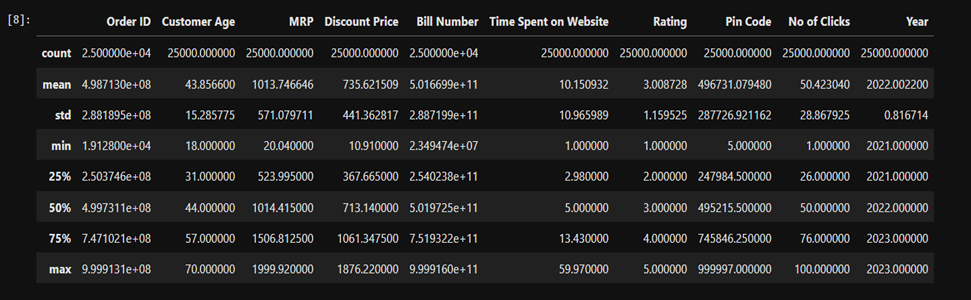 [8]:
Order ID Customer Age MRP Discount Price Bill Number Time Spent on Website Rating Pin Code No of Clicks Year
count 2.500000e+04 25000.000000 25000.000000 25000.000000 2.500000e+04 25000.000000 25000.000000 25000.000000 25000.000000 25000.000000
mean 4.987130e+08 43.856600 1013.746646 735.621509 5.016699e+11 10.150932 3.008728 496731.079480 50.423040 2022.002200
std 2.881895e+08 15.285775 571.079711 441.362817 2.887199e+11 10.965989 1.159525 287726.921162 28.867925 0.816714
min 1.912800e+04 18.000000 20.040000 10.910000 2.349474e+07 1.000000 1.000000 5.000000 1.000000 2021.000000
25% 2.503746e+08 31.000000 523.995000 367.665000 2.540238e+11 2.980000 2.000000 247984.500000 26.000000 2021.000000
50% 4.997311e+08 44.000000 1014.415000 713.140000 5.019725e+11 5.000000 3.000000 495215.500000 50.000000 2022.000000
75% 7.471021e+08 57.000000 1506.812500 1061.347500 7.519322e+11 13.430000 4.000000 745846.250000 76.000000 2023.000000
max 9.999131e+08 70.000000 1999.920000 1876.220000 9.999160e+11 59.970000 5.000000 999997.000000 100.000000 2023.000000